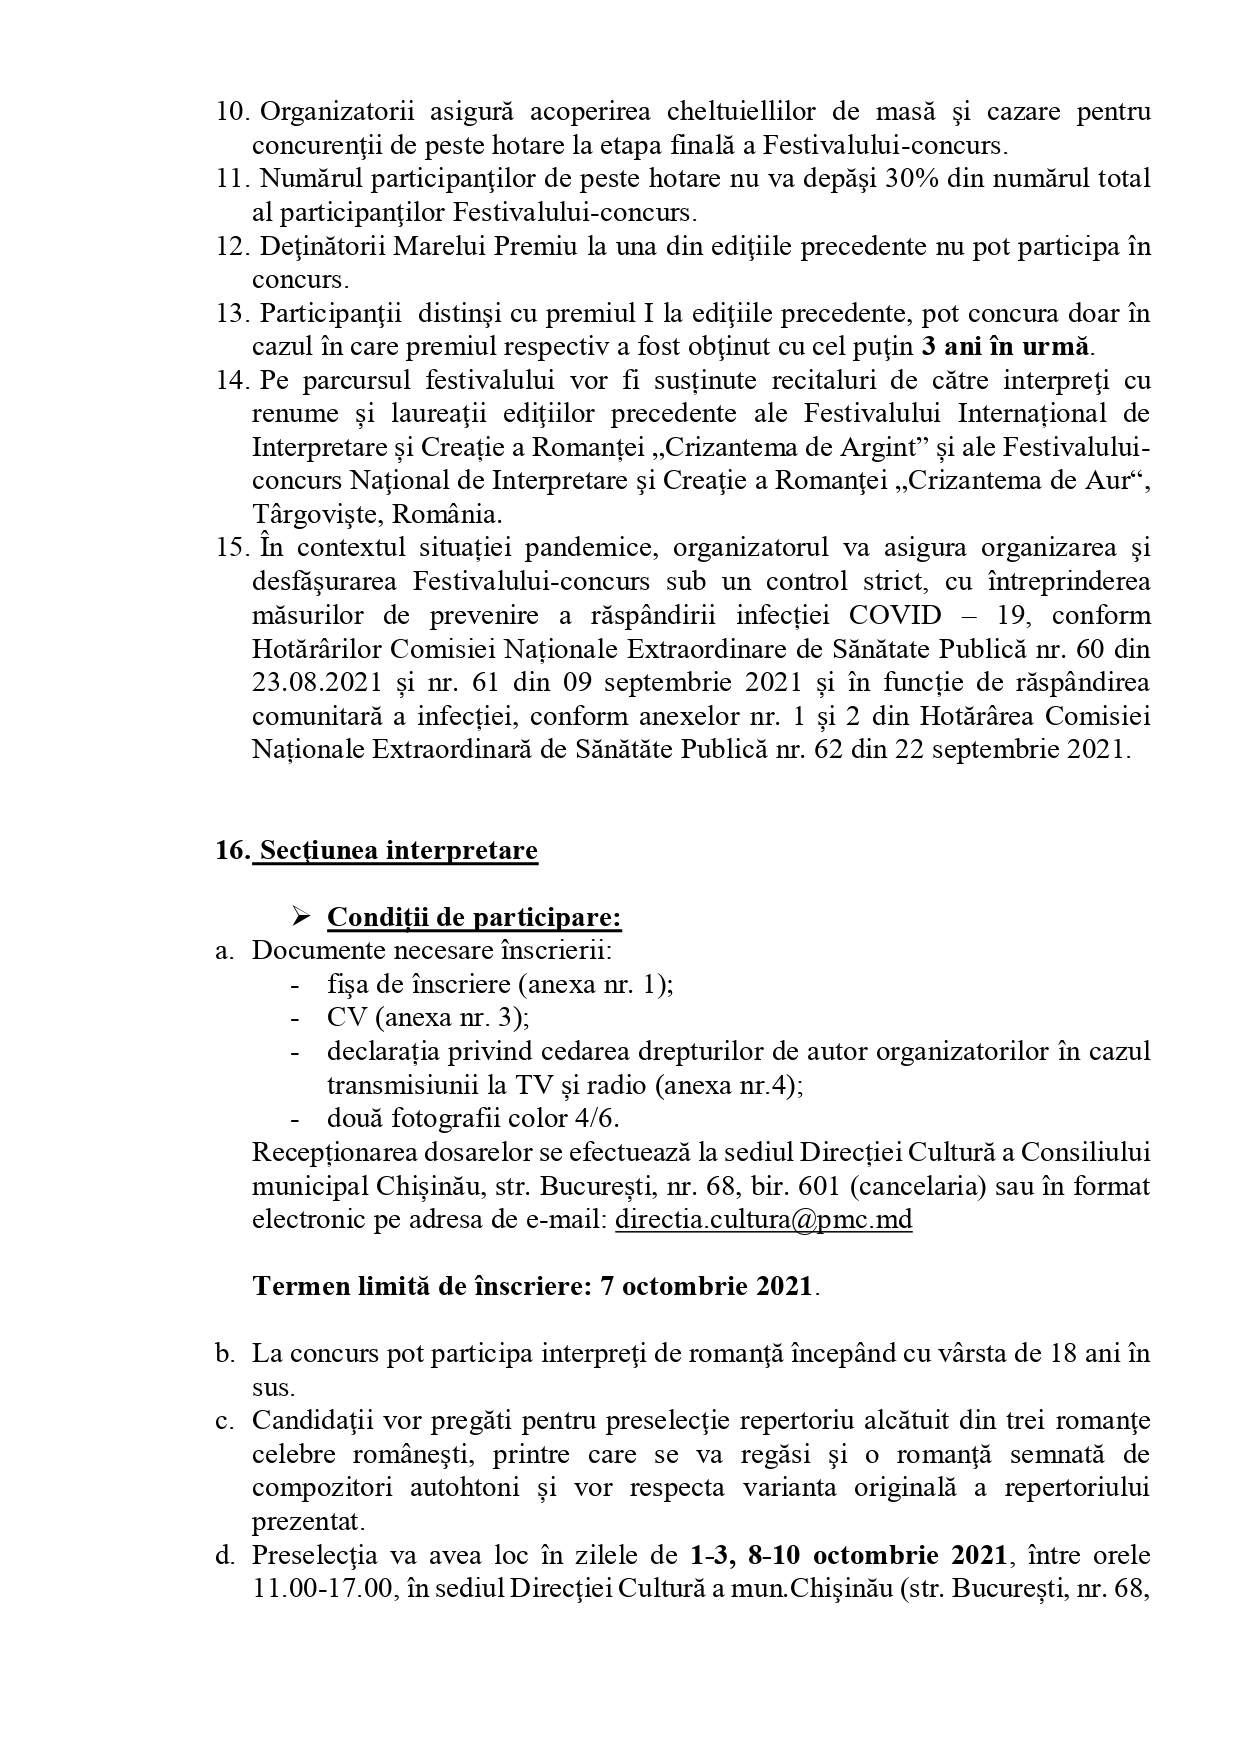 10. Organizatorii asigură acoperirea cheltuiellilor de masă şi cazare pentru
concurenţii de peste hotare la etapa finală a Festivalului-concurs.
11. Numărul participanţilor de peste hotare nu va depăşi 30% din numărul total
al participanţilor Festivalului-concurs.
12. Deţinătorii Marelui Premiu la una din ediţiile precedente nu pot participa în
concurs.
13. Participanţii distinşi cu premiul I la ediţiile precedente, pot concura doar în
cazul în care premiul respectiv a fost obţinut cu cel puţin 3 ani în urmă.
14. Pe parcursul festivalului vor fi susținute recitaluri de către interpreţi cu
renume și laureaţii ediţiilor precedente ale Festivalului Internațional de
Interpretare și Creație a Romanței „Crizantema de Argint” și ale Festivalului-
concurs Naţional de Interpretare şi Creaţie a Romanţei „Crizantema de Aur“,
Târgovişte, România.
15. În contextul situației pandemice, organizatorul va asigura organizarea şi
desfăşurarea Festivalului-concurs sub un control strict, cu întreprinderea
măsurilor de prevenire a răspândirii infecției COVID – 19, conform
Hotărârilor Comisiei Naționale Extraordinare de Sănătate Publică nr. 60 din
23.08.2021 și nr. 61 din 09 septembrie 2021 și în funcție de răspândirea
comunitară a infecției, conform anexelor nr. 1 și 2 din Hotărârea Comisiei
Naționale Extraordinară de Sănătăte Publică nr. 62 din 22 septembrie 2021.
16. Secţiunea interpretare
➢ Condiții de participare:
a. Documente necesare înscrierii:
- fişa de înscriere (anexa nr. 1);
- CV (anexa nr. 3);
- declarația privind cedarea drepturilor de autor organizatorilor în cazul
transmisiunii la TV și radio (anexa nr.4);
- două fotografii color 4/6.
Recepționarea dosarelor se efectuează la sediul Direcției Cultură a Consiliului
municipal Chișinău, str. București, nr. 68, bir. 601 (cancelaria) sau în format
electronic pe adresa de e-mail: directia.cultura@pmc.md
Termen limită de înscriere: 7 octombrie 2021.
b. La concurs pot participa interpreţi de romanţă începând cu vârsta de 18 ani în
sus.
c. Candidaţii vor pregăti pentru preselecţie repertoriu alcătuit din trei romanţe
celebre româneşti, printre care se va regăsi şi o romanţă semnată de
compozitori autohtoni și vor respecta varianta originală a repertoriului
prezentat.
d. Preselecţia va avea loc în zilele de 1-3, 8-10 octombrie 2021, între orele
11.00-17.00, în sediul Direcţiei Cultură a mun.Chişinău (str. București, nr. 68,